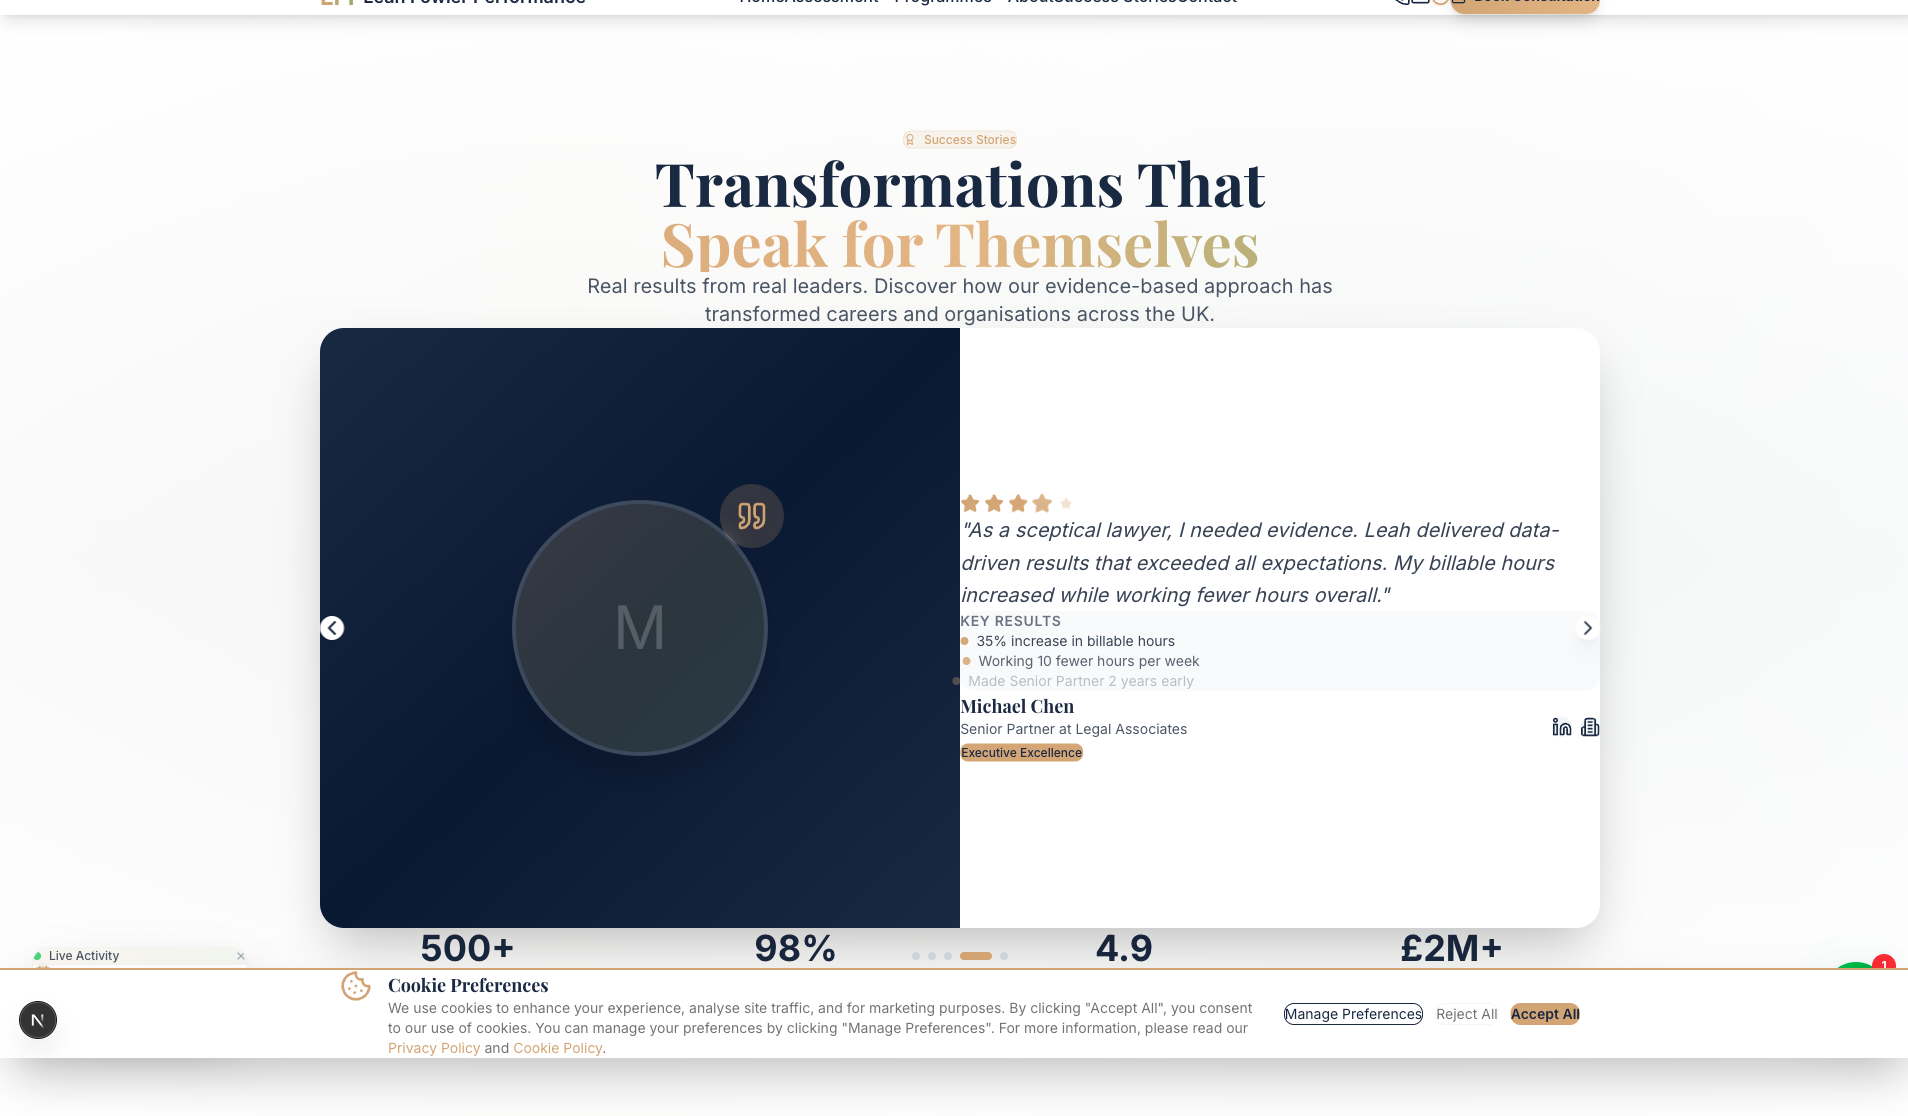 Leah Fowler Performance
Home Assessment Programmes About Success Stories Contact
Book Consultation
Success Stories
Transformations That
Speak for Themselves
Real results from real leaders. Discover how our evidence-based approach has
transformed careers and organisations across the UK.
M
"As a sceptical lawyer, I needed evidence. Leah delivered data-
driven results that exceeded all expectations. My billable hours
increased while working fewer hours overall."
KEY RESULTS
35% increase in billable hours
Working 10 fewer hours per week
Made Senior Partner 2 years early
Michael Chen
Senior Partner at Legal Associates
Executive Excellence
500+
98%
4.9
£2M+
Live Activity
1
Cookie Preferences
We use cookies to enhance your experience, analyse site traffic, and for marketing purposes. By clicking "Accept All", you consent
to our use of cookies. You can manage your preferences by clicking "Manage Preferences". For more information, please read our
Privacy Policy and Cookie Policy.
Manage Preferences
Reject All
Accept All
N